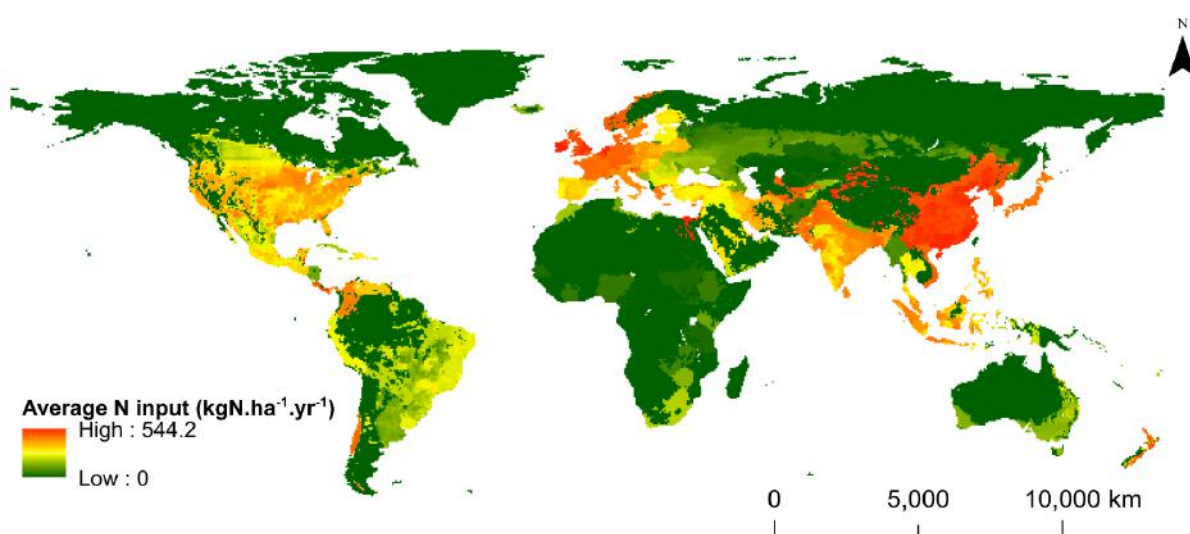 N
Average N input (kgN.ha⁻¹.yr⁻¹)
High : 544.2
Low : 0
0 5,000 10,000 km